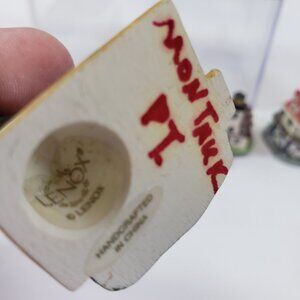 MONTAUK
PT.
LENOX
© LENOX
HANDCRAFTED
IN CHINA